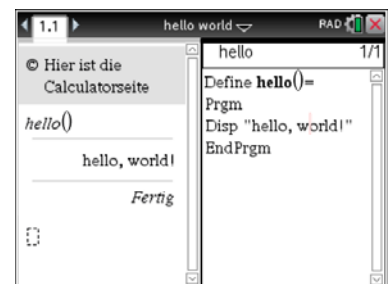 1.1 hello world RAD
© Hier ist die
Calculatorseite
hello()
hello, world!
Fertig
hello 1/1
Define hello()=
Prgm
Disp "hello, world!"
EndPrgm